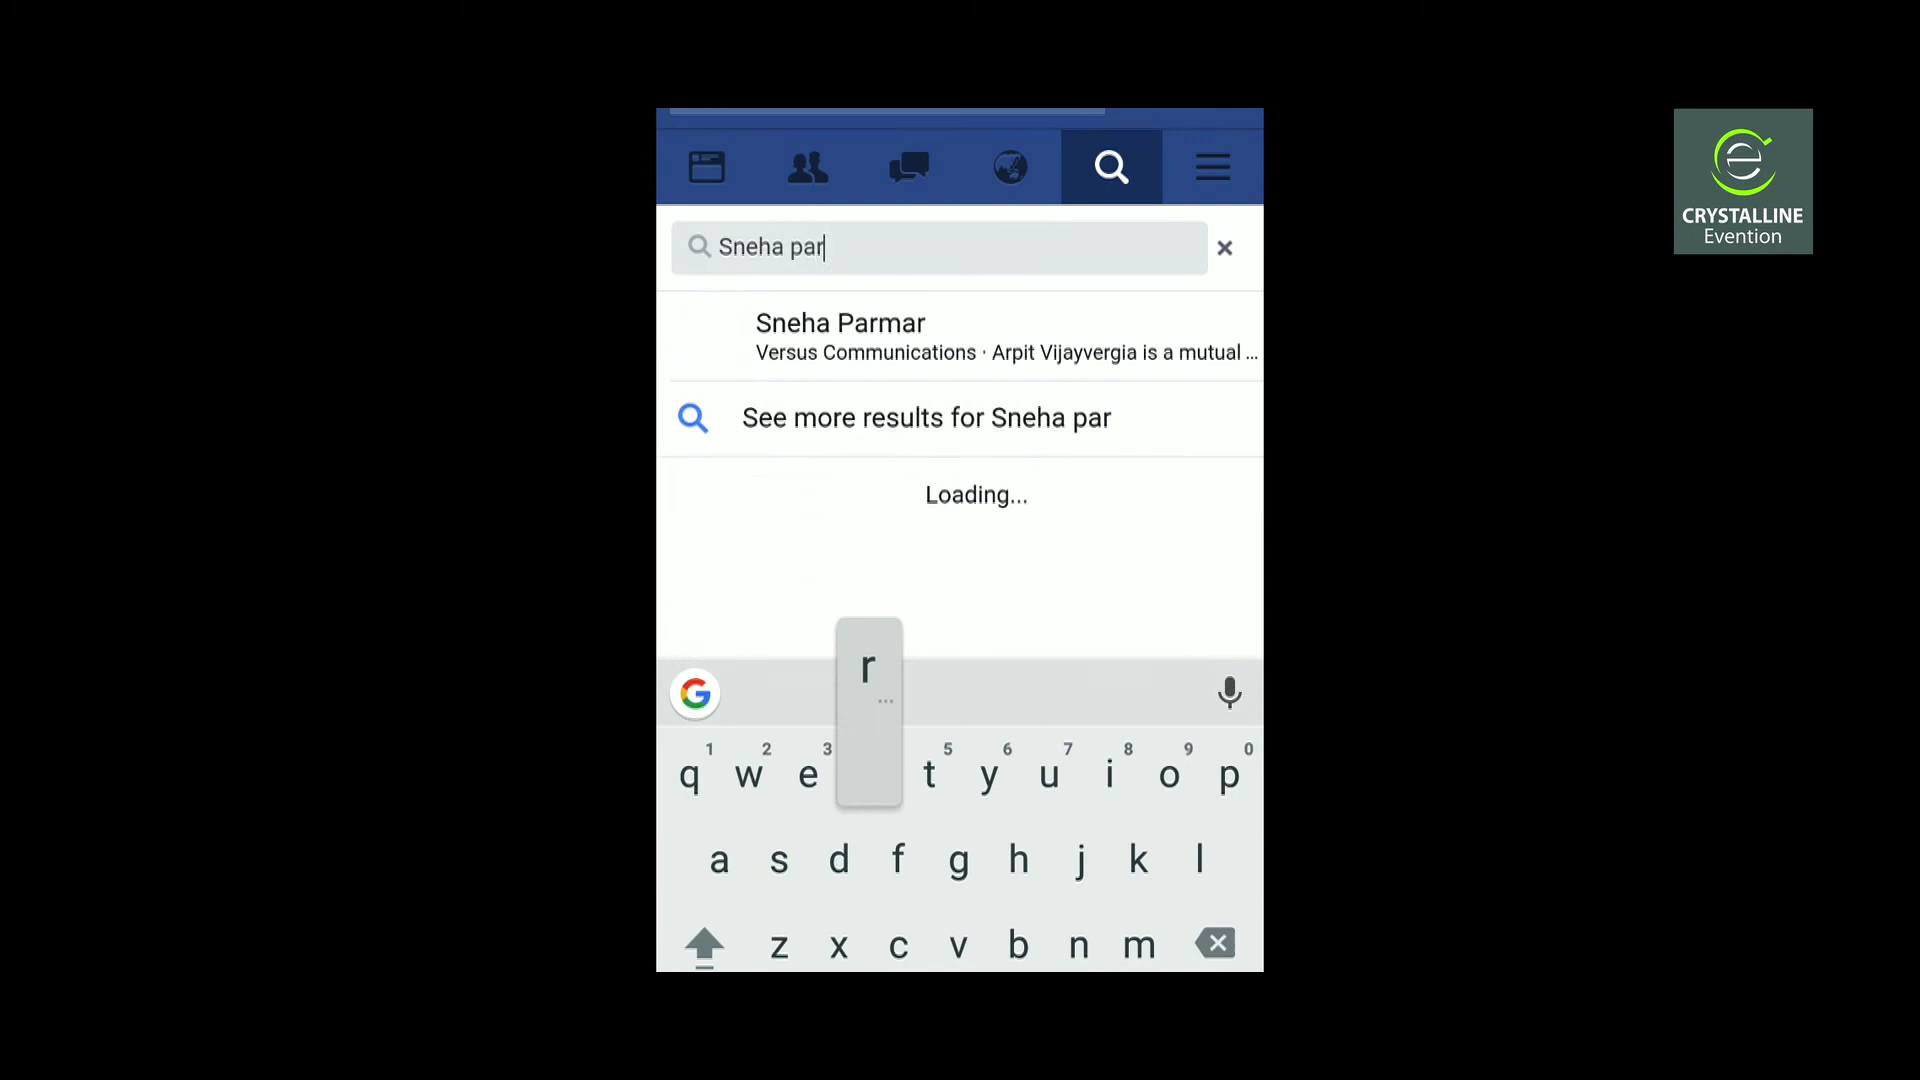 CRYSTALLINE
Evention
Sneha par
Sneha Parmar
Versus Communications · Arpit Vijayvergia is a mutual ...
See more results for Sneha par
Loading...
r
...
G
1 2 3 5 6 7 8 9 0
q w e t y u i o p
a s d f g h j k l
z x c v b n m